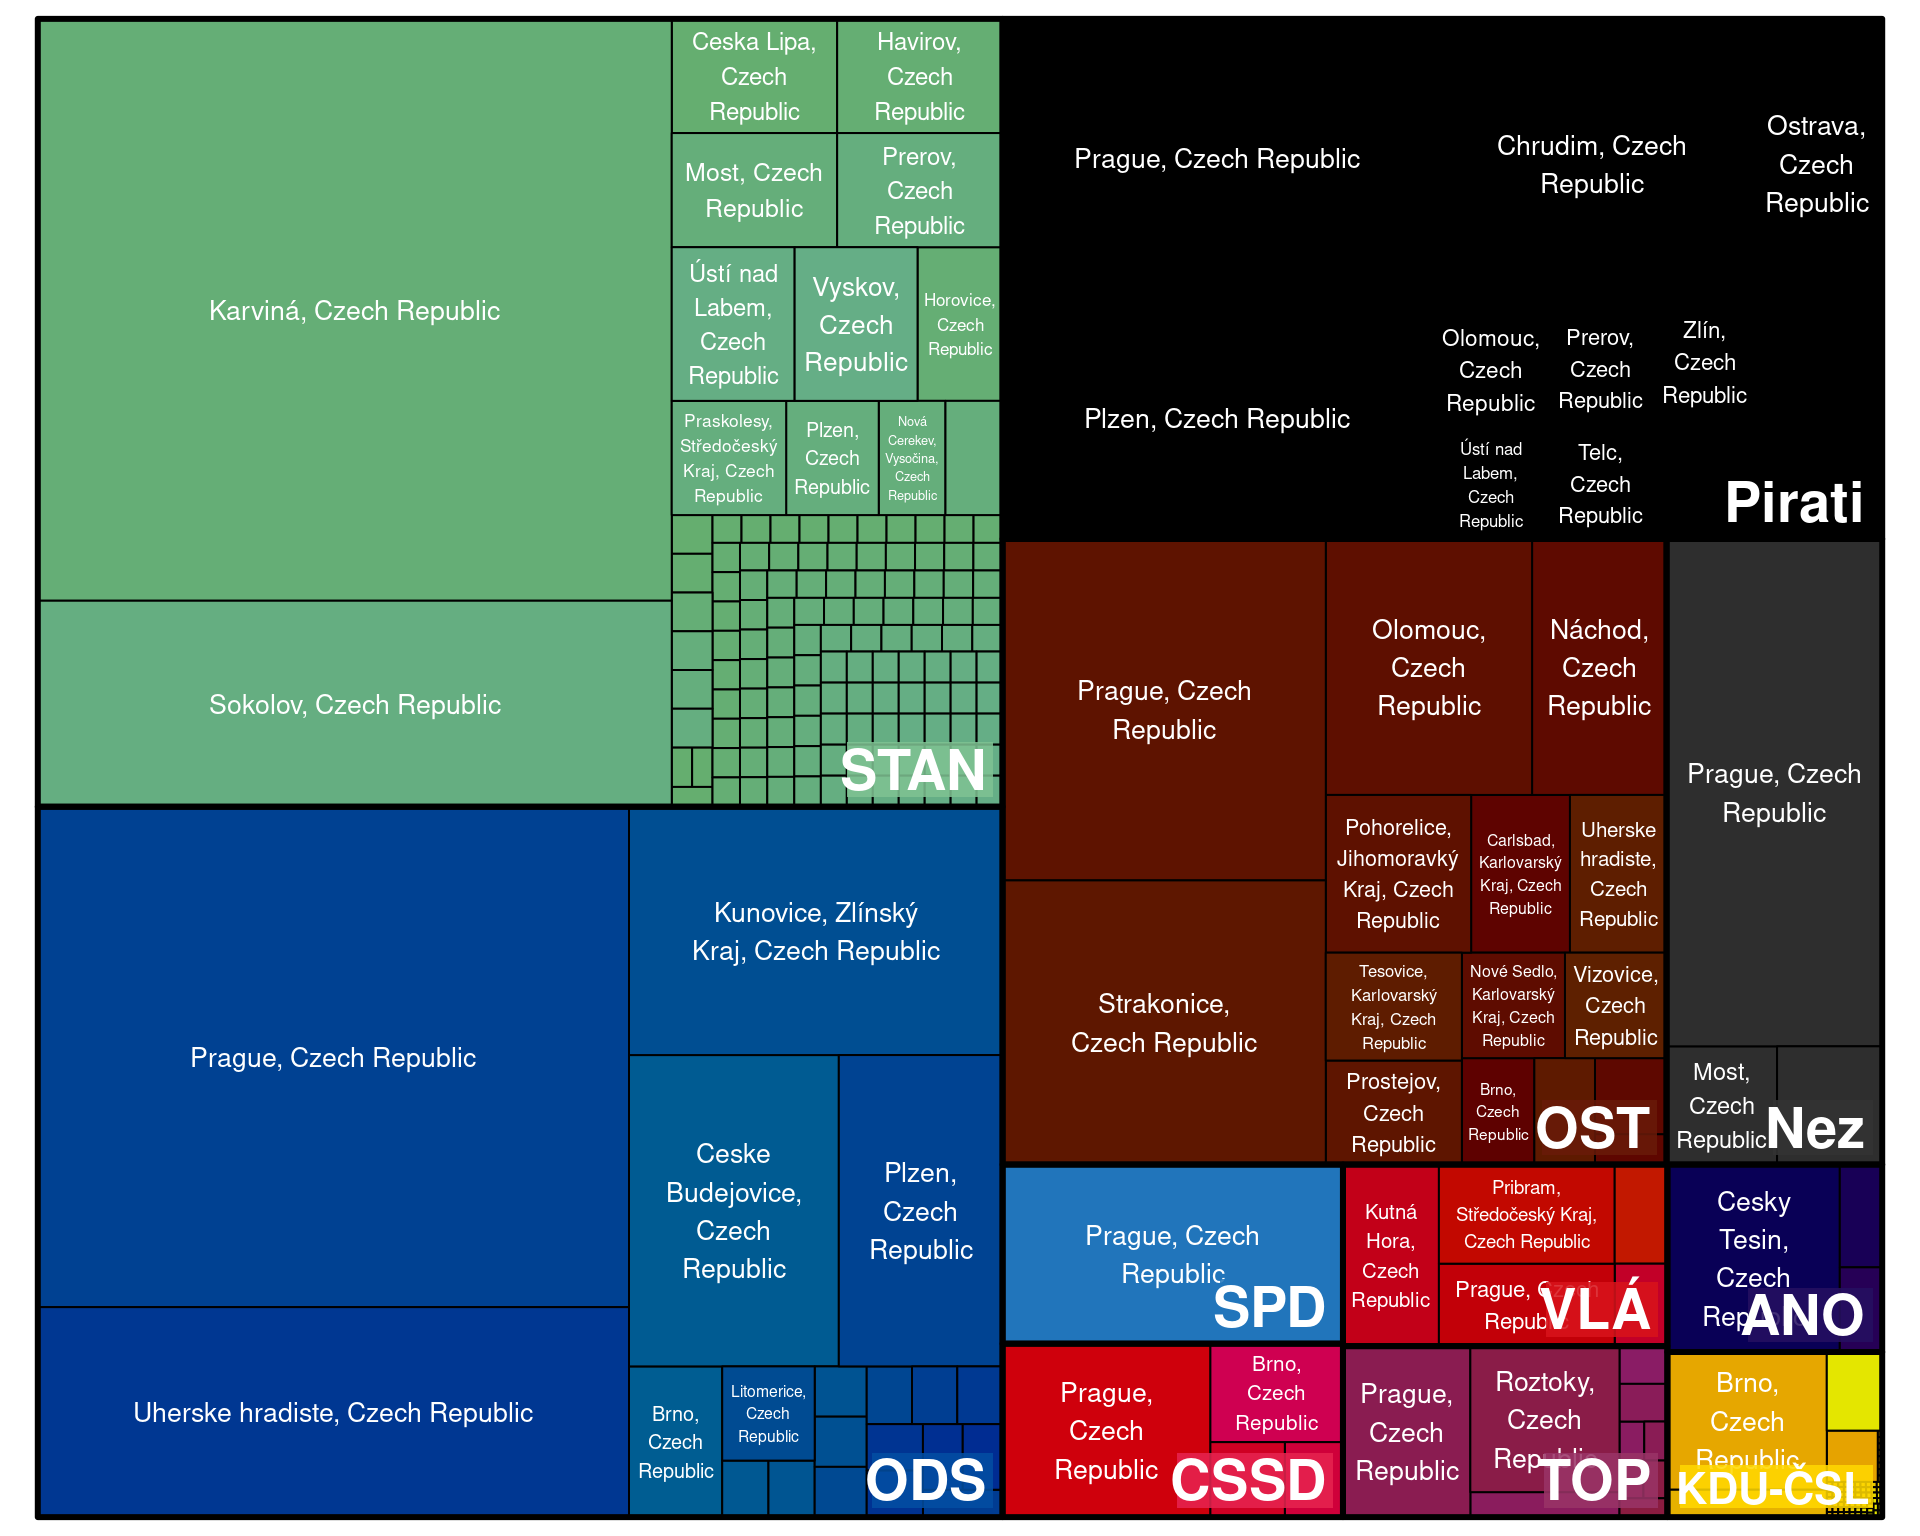 Karviná, Czech Republic
Sokolov, Czech Republic
Ceska Lipa,
Czech
Republic
Havirov,
Czech
Republic
Most, Czech
Republic
Prerov,
Czech
Republic
Ústí nad
Labem,
Czech
Republic
Vyskov,
Czech
Republic
Horovice,
Czech
Republic
Praskolesy,
Středočeský
Kraj, Czech
Republic
Plzen,
Czech
Republic
Nová
Cerekev,
Vysočina,
Czech
Republic
STAN
Prague, Czech Republic
Uherske hradiste, Czech Republic
Kunovice, Zlínský
Kraj, Czech Republic
Ceske
Budejovice,
Czech
Republic
Plzen,
Czech
Republic
Brno,
Czech
Republic
Litomerice,
Czech
Republic
ODS
Prague, Czech Republic
Plzen, Czech Republic
Chrudim, Czech
Republic
Ostrava,
Czech
Republic
Olomouc,
Czech
Republic
Prerov,
Czech
Republic
Zlín,
Czech
Republic
Ústí nad
Labem,
Czech
Republic
Telc,
Czech
Republic
Pirati
Prague, Czech
Republic
Strakonice,
Czech Republic
Olomouc,
Czech
Republic
Náchod,
Czech
Republic
Pohorelice,
Jihomoravký
Kraj, Czech
Republic
Carlsbad,
Karlovarský
Kraj, Czech
Republic
Uherske
hradiste,
Czech
Republic
Tesovice,
Karlovarský
Kraj, Czech
Republic
Nové Sedlo,
Karlovarský
Kraj, Czech
Republic
Vizovice,
Czech
Republic
Prostejov,
Czech
Republic
Brno,
Czech
Republic
OST
Prague, Czech
Republic
Most,
Czech
Republic
Nez
Prague, Czech
Republic
SPD
Kutná
Hora,
Czech
Republic
Pribram,
Středočeský Kraj,
Czech Republic
Prague, Czech
Republic
VLÁ
Cesky
Tesin,
Czech
Republic
ANO
Prague,
Czech
Republic
Brno,
Czech
Republic
CSSD
Prague,
Czech
Republic
Roztoky,
Czech
Republic
TOP
Brno,
Czech
Republic
KDU-ČSL